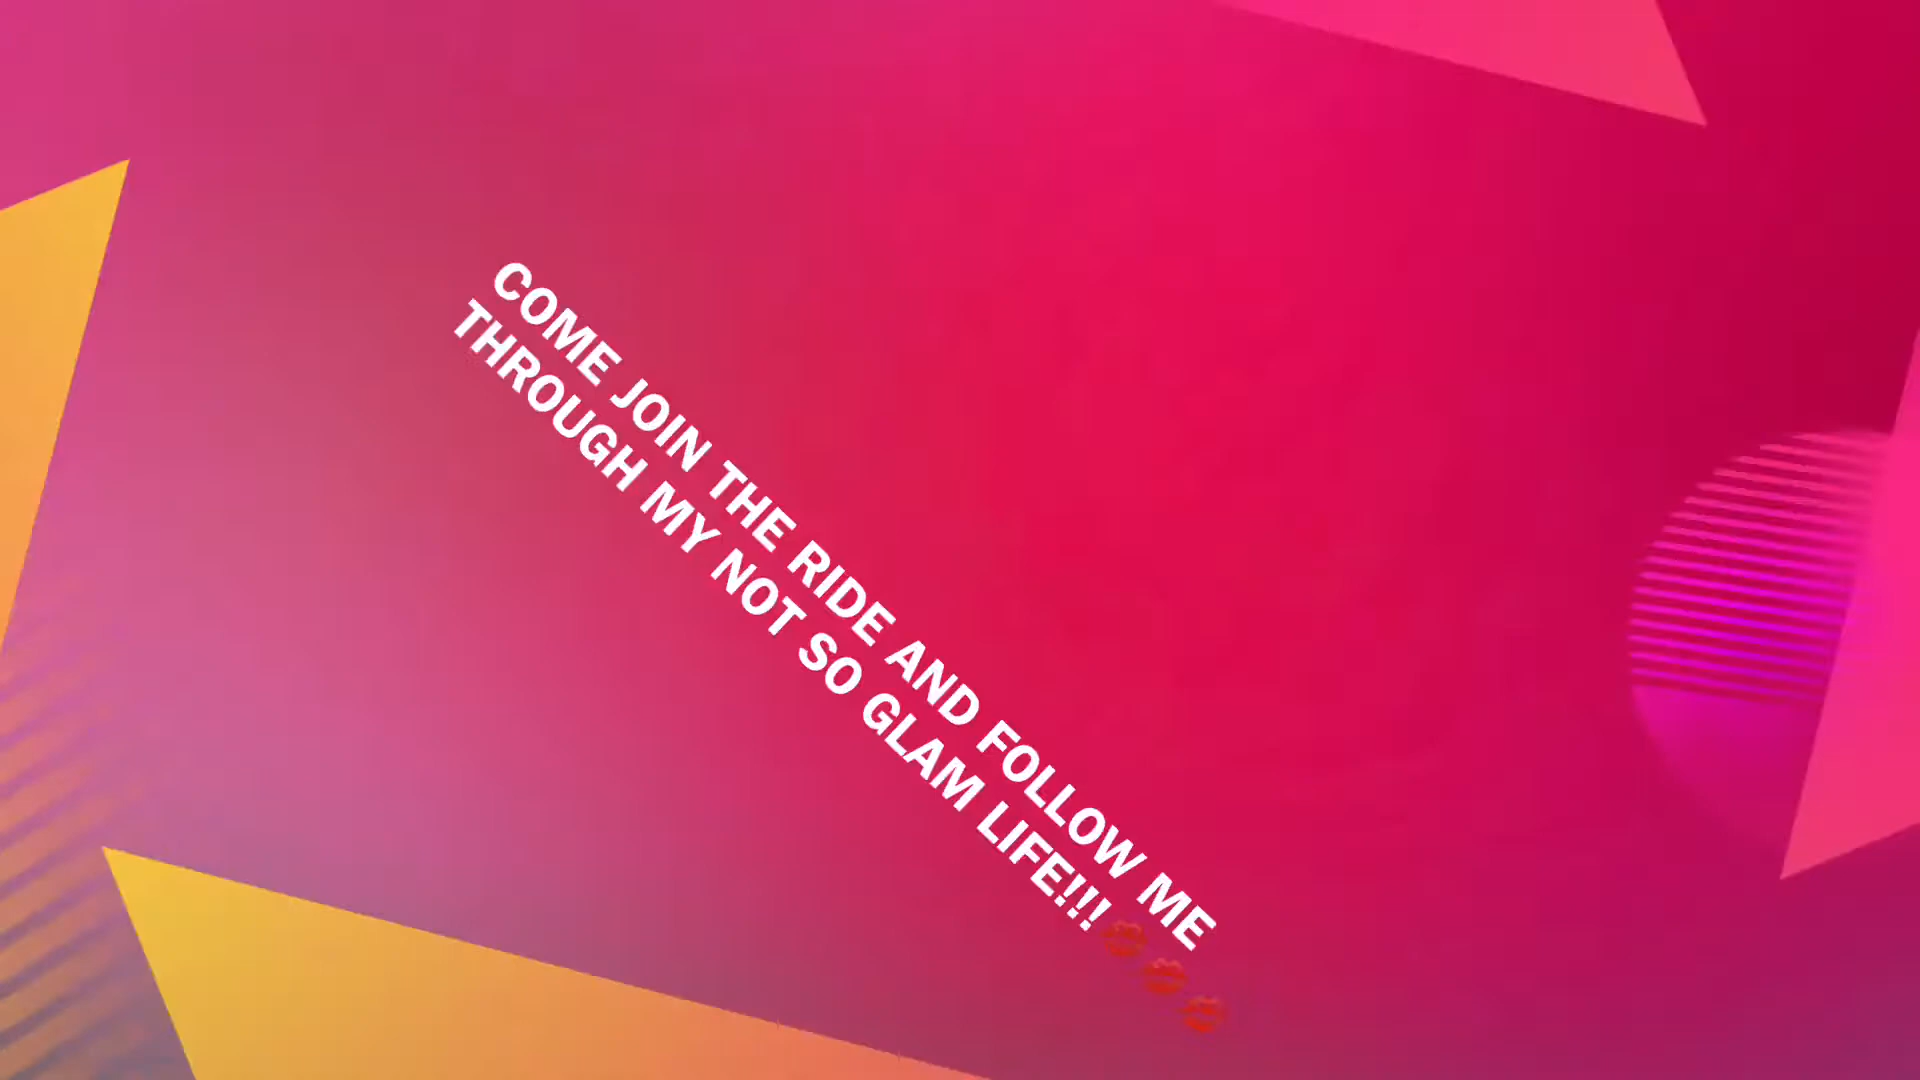 COME JOIN THE RIDE AND FOLLOW ME
THROUGH MY NOT SO GLAM LIFE!!! 💋💋💋